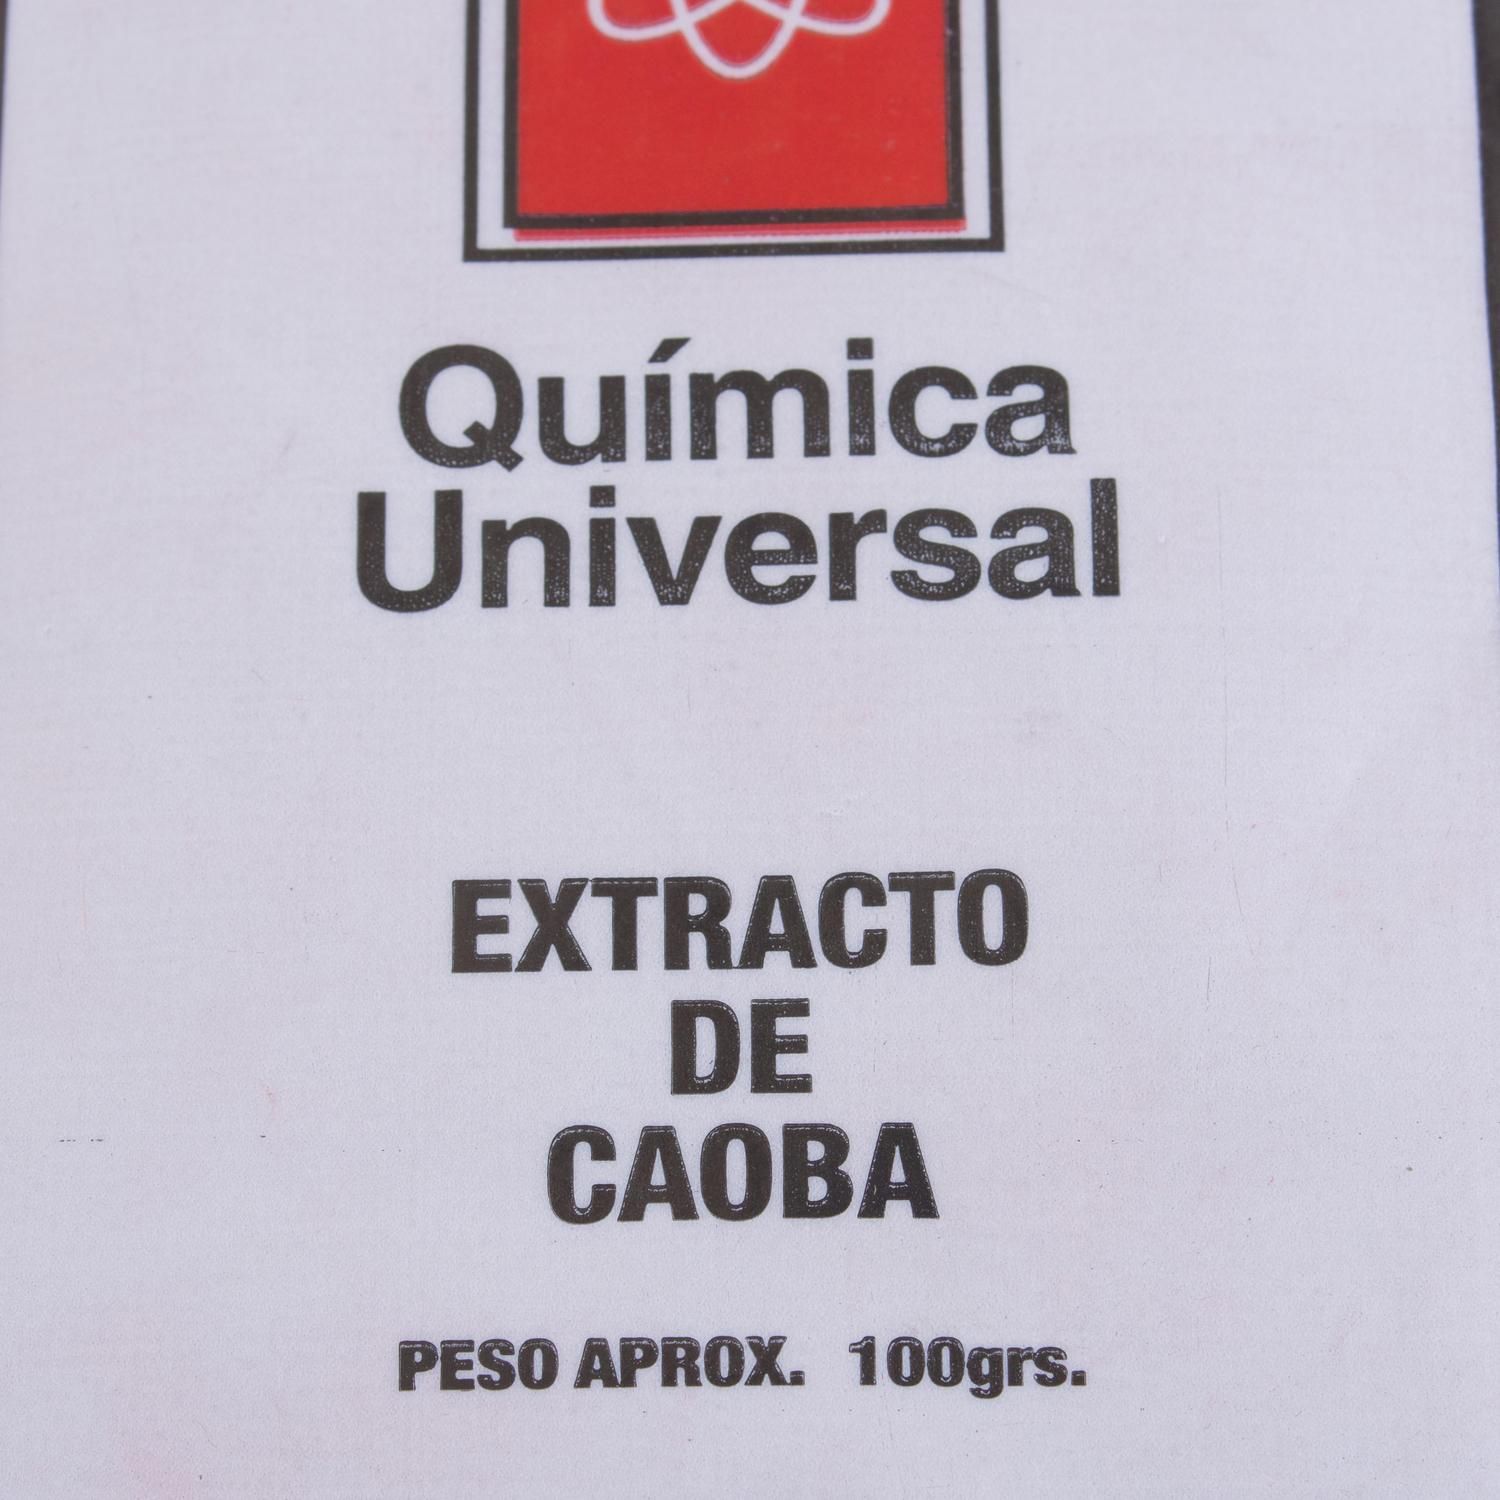 Química
Universal
EXTRACTO
DE
CAOBA
PESO APROX. 100grs.